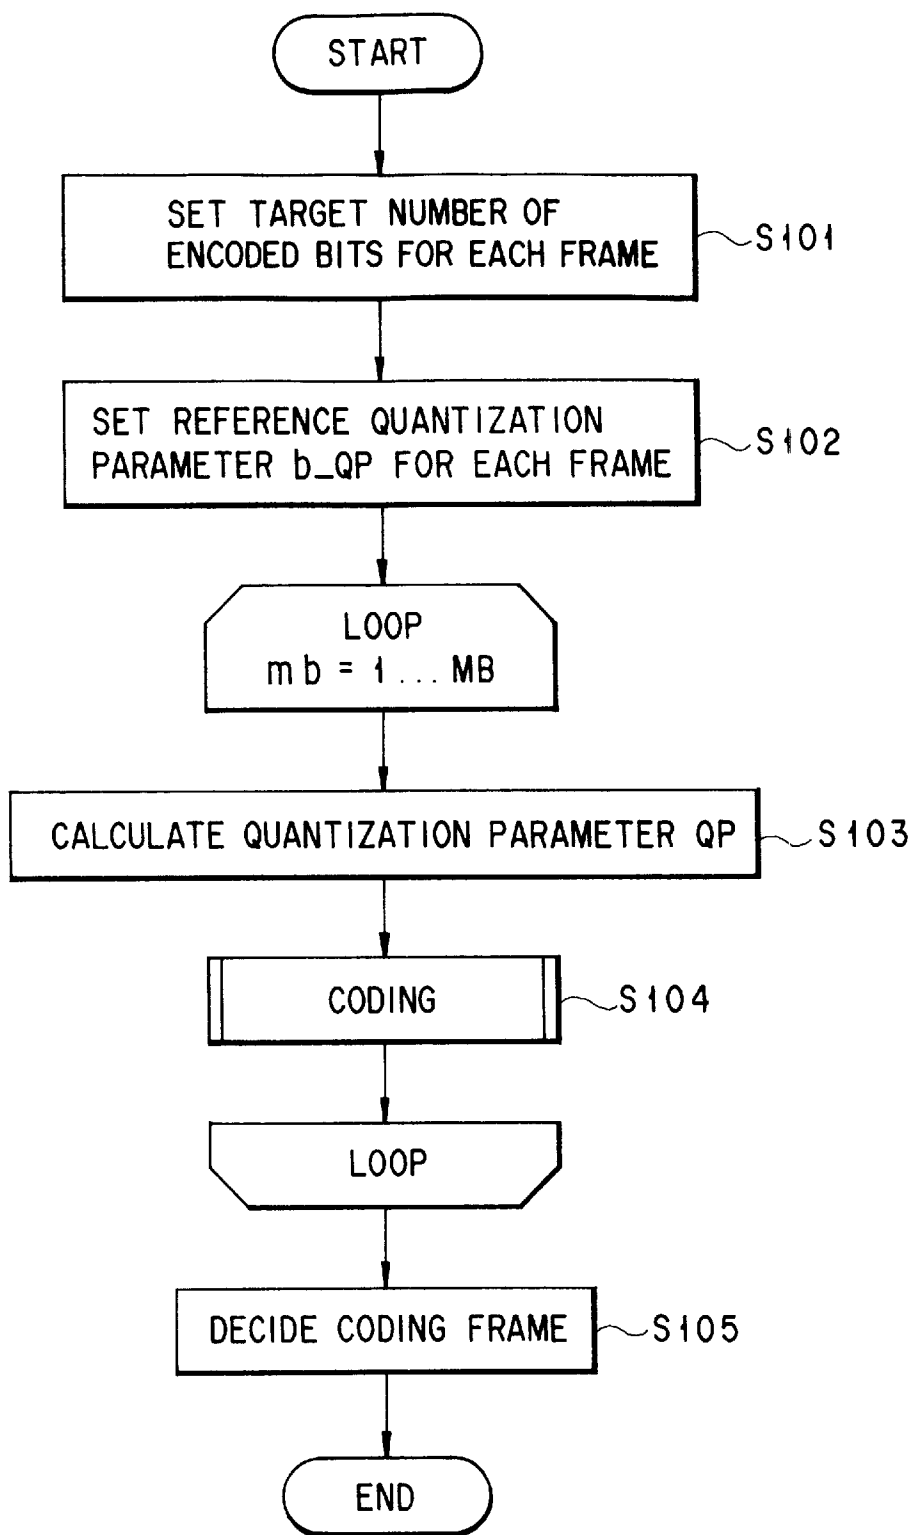 START
SET TARGET NUMBER OF
ENCODED BITS FOR EACH FRAME
S101
SET REFERENCE QUANTIZATION
PARAMETER b_QP FOR EACH FRAME
S102
LOOP
mb = 1 ... MB
CALCULATE QUANTIZATION PARAMETER QP
S103
CODING
S104
LOOP
DECIDE CODING FRAME
S105
END